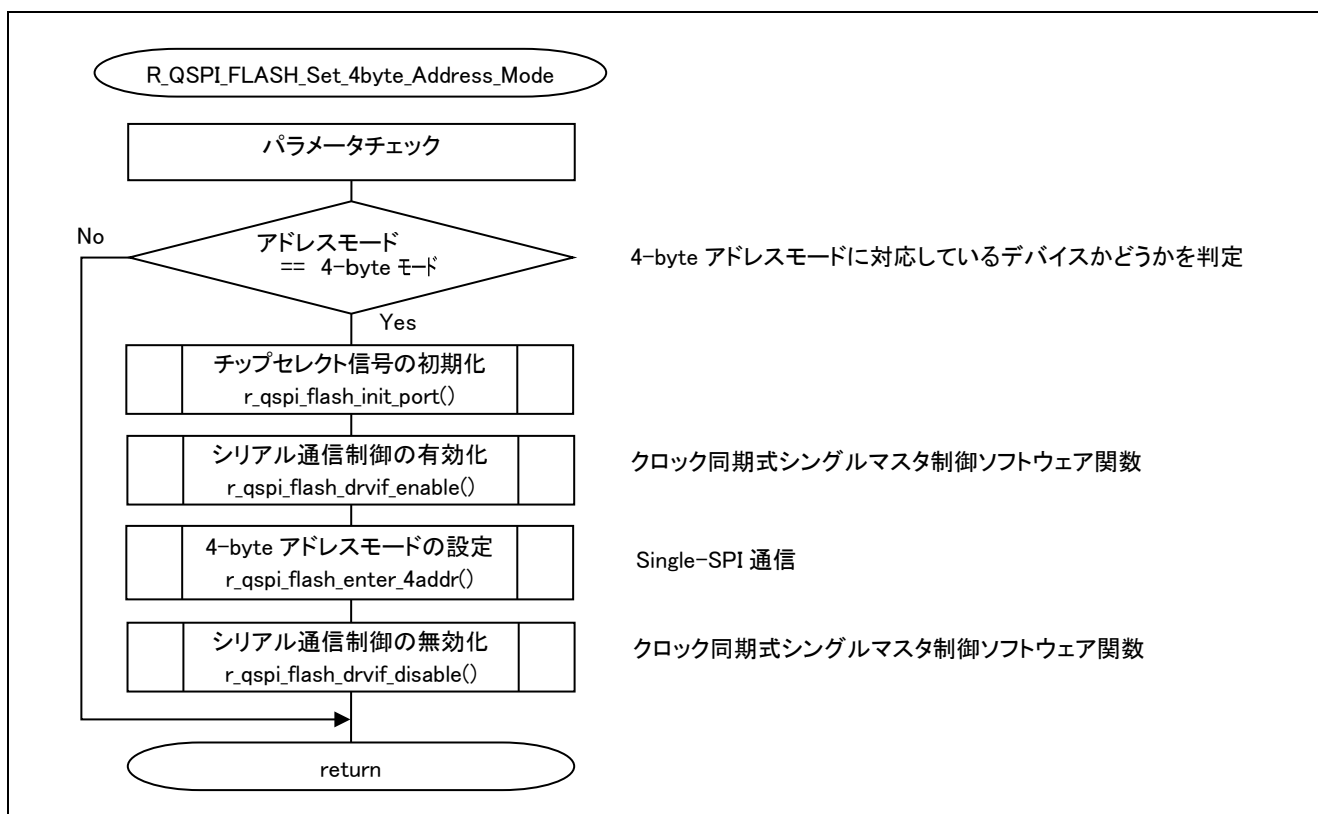 R_QSPI_FLASH_Set_4byte_Address_Mode
パラメータチェック
No
アドレスモード
== 4-byte モード
4-byte アドレスモードに対応しているデバイスかどうかを判定
Yes
チップセレクト信号の初期化
r_qspi_flash_init_port()
シリアル通信制御の有効化
r_qspi_flash_drvif_enable()
クロック同期式シングルマスタ制御ソフトウェア関数
4-byte アドレスモードの設定
r_qspi_flash_enter_4addr()
Single-SPI 通信
シリアル通信制御の無効化
r_qspi_flash_drvif_disable()
クロック同期式シングルマスタ制御ソフトウェア関数
return